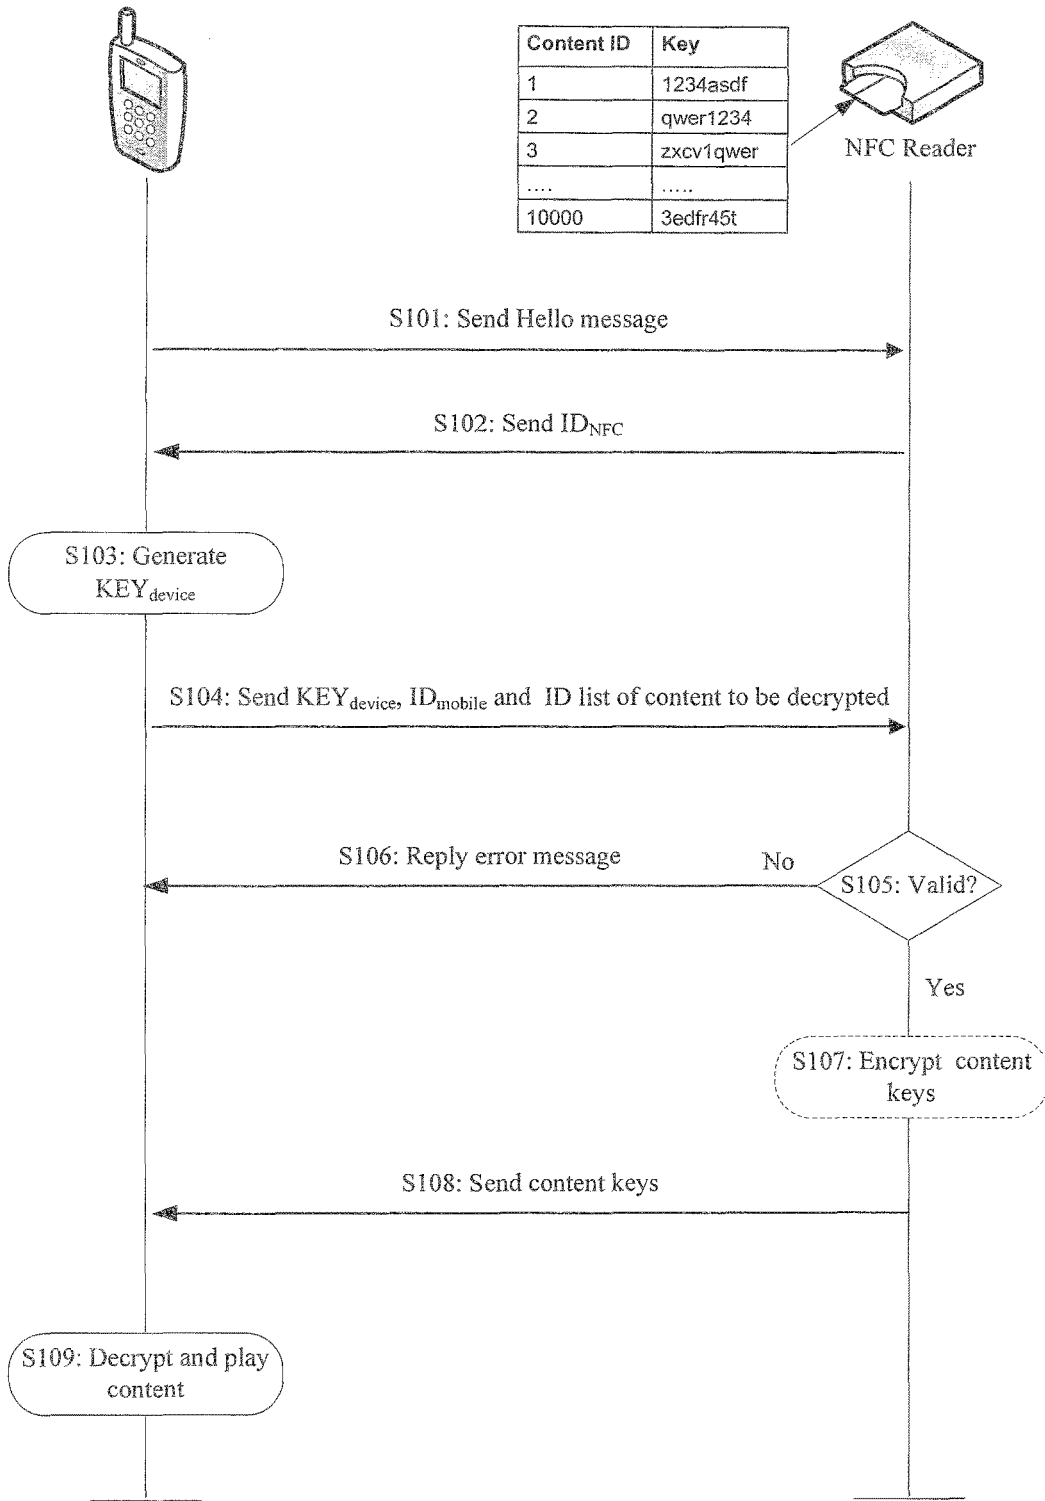 Content ID Key
1 1234asdf
2 qwer1234
3 zxcv1qwer
.... .....
10000 3edfr45t
NFC Reader
S101: Send Hello message
S102: Send IDNFC
S103: Generate
KEYdevice
S104: Send KEYdevice, IDmobile and ID list of content to be decrypted
S106: Reply error message
No
S105: Valid?
Yes
S107: Encrypt content
keys
S108: Send content keys
S109: Decrypt and play
content